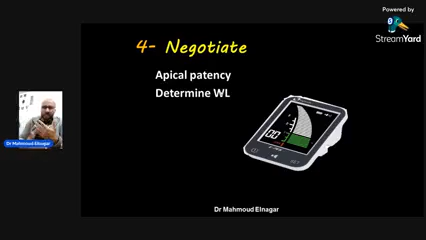 Powered by
StreamYard
4- Negotiate
Apical patency
Determine WL
Dr Mahmoud Elnagar
Dr Mahmoud Elnagar